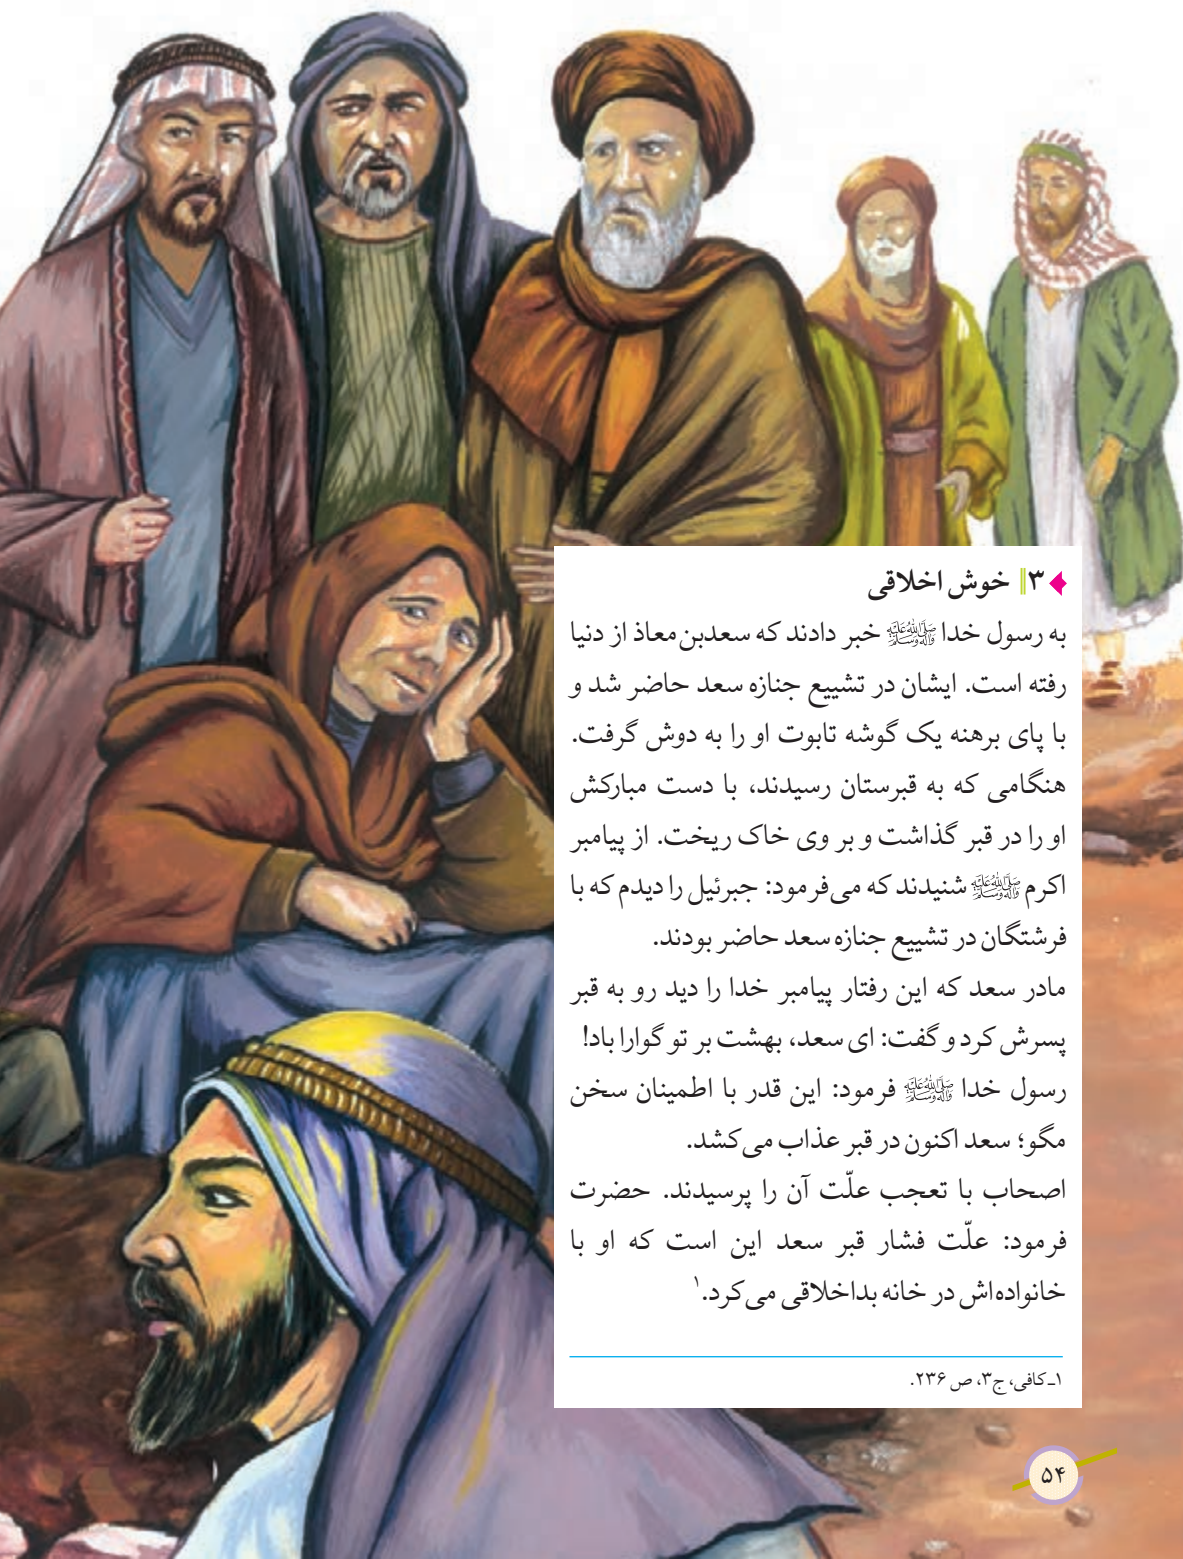 ۳ خوش اخلاقی
به رسول خدا ﷺ خبر دادند که سعدبن‌معاذ از دنیا
رفته است. ایشان در تشییع جنازه سعد حاضر شد و
با پای برهنه یک گوشه تابوت او را به دوش گرفت.
هنگامی که به قبرستان رسیدند، با دست مبارکش
او را در قبر گذاشت و بر وی خاک ریخت. از پیامبر
اکرم ﷺ شنیدند که می‌فرمود: جبرئیل را دیدم که با
فرشتگان در تشییع جنازه سعد حاضر بودند.
مادر سعد که این رفتار پیامبر خدا را دید رو به قبر
پسرش کرد و گفت: ای سعد، بهشت بر تو گوارا باد!
رسول خدا ﷺ فرمود: این قدر با اطمینان سخن
مگو؛ سعد اکنون در قبر عذاب می‌کشد.
اصحاب با تعجب علّت آن را پرسیدند. حضرت
فرمود: علّت فشار قبر سعد این است که او با
خانواده‌اش در خانه بداخلاقی می‌کرد.۱
۱ـ کافی، ج۳، ص ۲۳۶.
۵۴